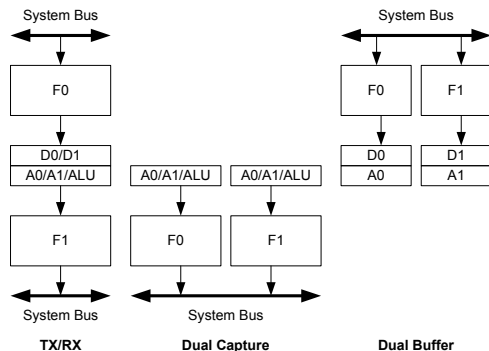 System Bus
F0
D0/D1
A0/A1/ALU
F1
System Bus
TX/RX
A0/A1/ALU
A0/A1/ALU
F0
F1
System Bus
Dual Capture
System Bus
F0
F1
D0
D1
A0
A1
Dual Buffer